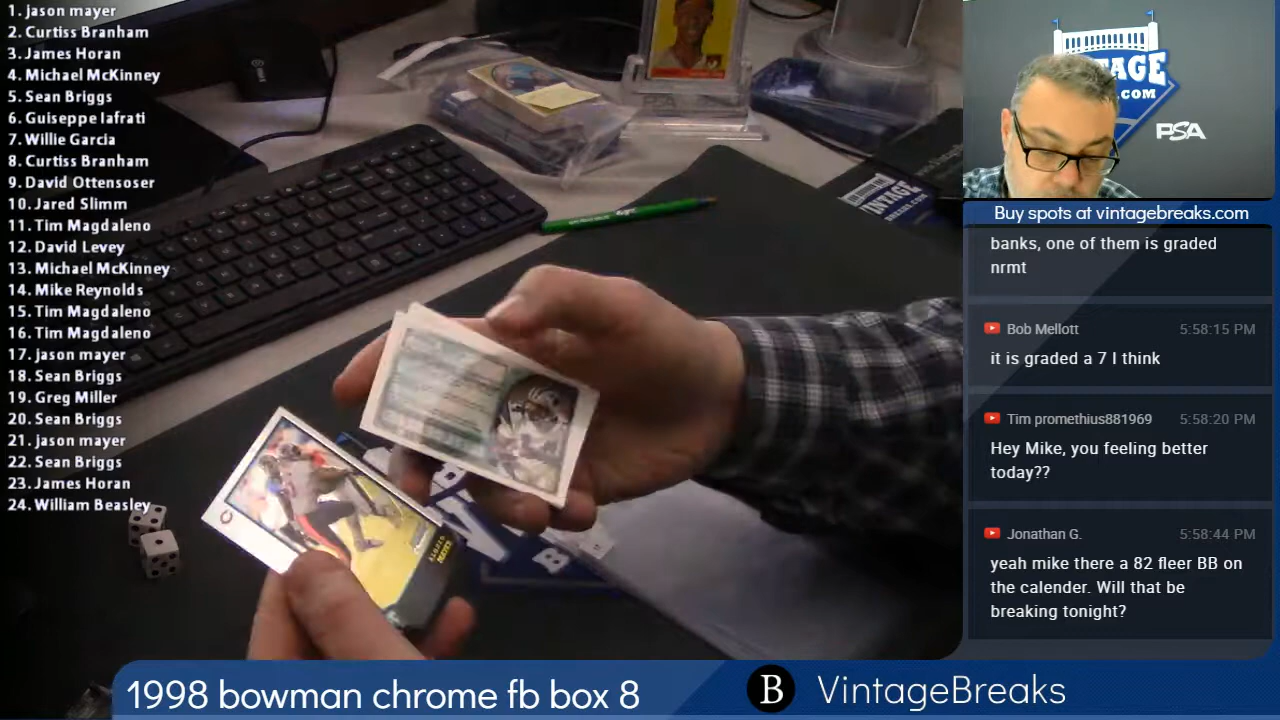 1. jason mayer
2. Curtiss Branham
3. James Horan
4. Michael McKinney
5. Sean Briggs
6. Guiseppe Iafrati
7. Willie Garcia
8. Curtiss Branham
9. David Ottensoser
10. Jared Slimm
11. Tim Magdaleno
12. David Levey
13. Michael McKinney
14. Mike Reynolds
15. Tim Magdaleno
16. Tim Magdaleno
17. jason mayer
18. Sean Briggs
19. Greg Miller
20. Sean Briggs
21. jason mayer
22. Sean Briggs
23. James Horan
24. William Beasley
VINTAGE
ALONZO
MAYES
.COM
PSA
Buy spots at vintagebreaks.com
banks, one of them is graded
nrmt
Bob Mellott 5:58:15 PM
it is graded a 7 I think
Tim promethius881969 5:58:20 PM
Hey Mike, you feeling better
today??
Jonathan G. 5:58:44 PM
yeah mike there a 82 fleer BB on
the calender. Will that be
breaking tonight?
1998 bowman chrome fb box 8
B VintageBreaks